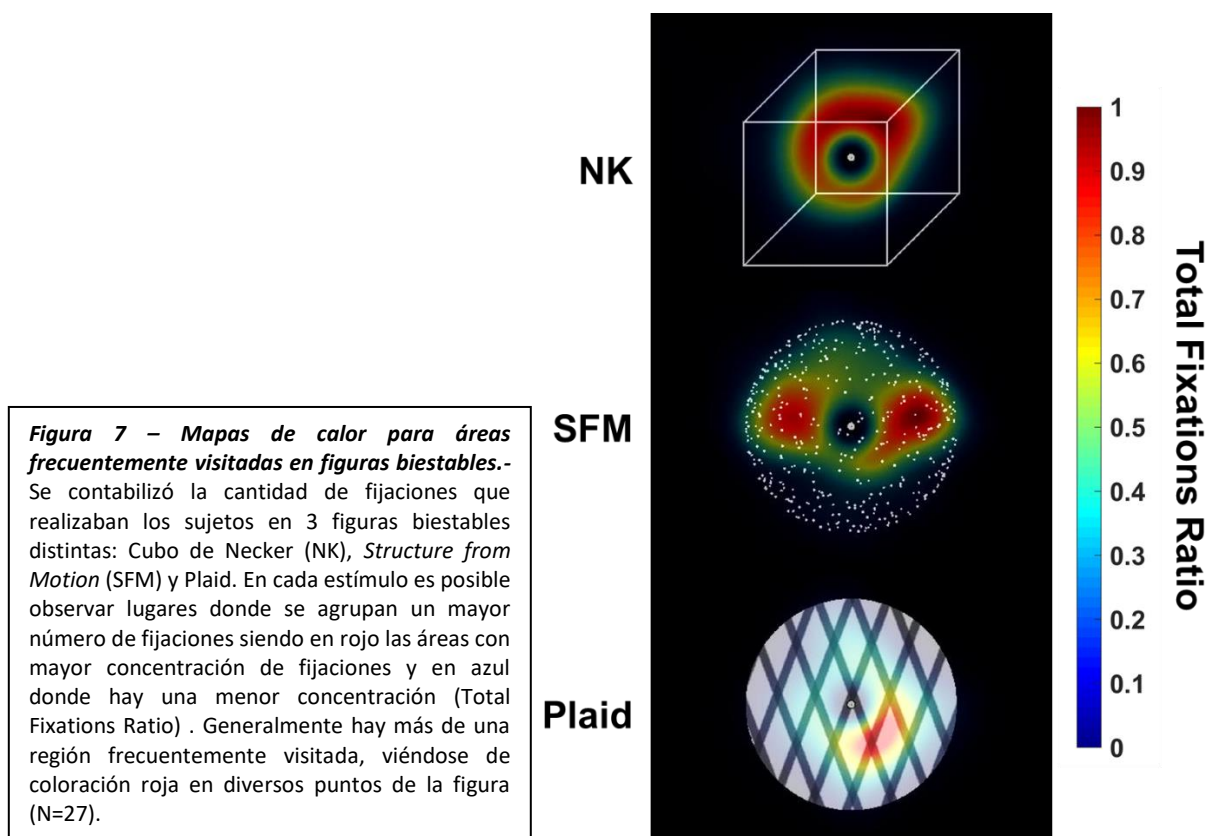 NK
SFM
Plaid
Figura 7 – Mapas de calor para áreas
frecuentemente visitadas en figuras biestables.-
Se contabilizó la cantidad de fijaciones que
realizaban los sujetos en 3 figuras biestables
distintas: Cubo de Necker (NK), Structure from
Motion (SFM) y Plaid. En cada estímulo es posible
observar lugares donde se agrupan un mayor
número de fijaciones siendo en rojo las áreas con
mayor concentración de fijaciones y en azul
donde hay una menor concentración (Total
Fixations Ratio) . Generalmente hay más de una
región frecuentemente visitada, viéndose de
coloración roja en diversos puntos de la figura
(N=27).
1
0.9
0.8
0.7
0.6
0.5
0.4
0.3
0.2
0.1
0
Total Fixations Ratio